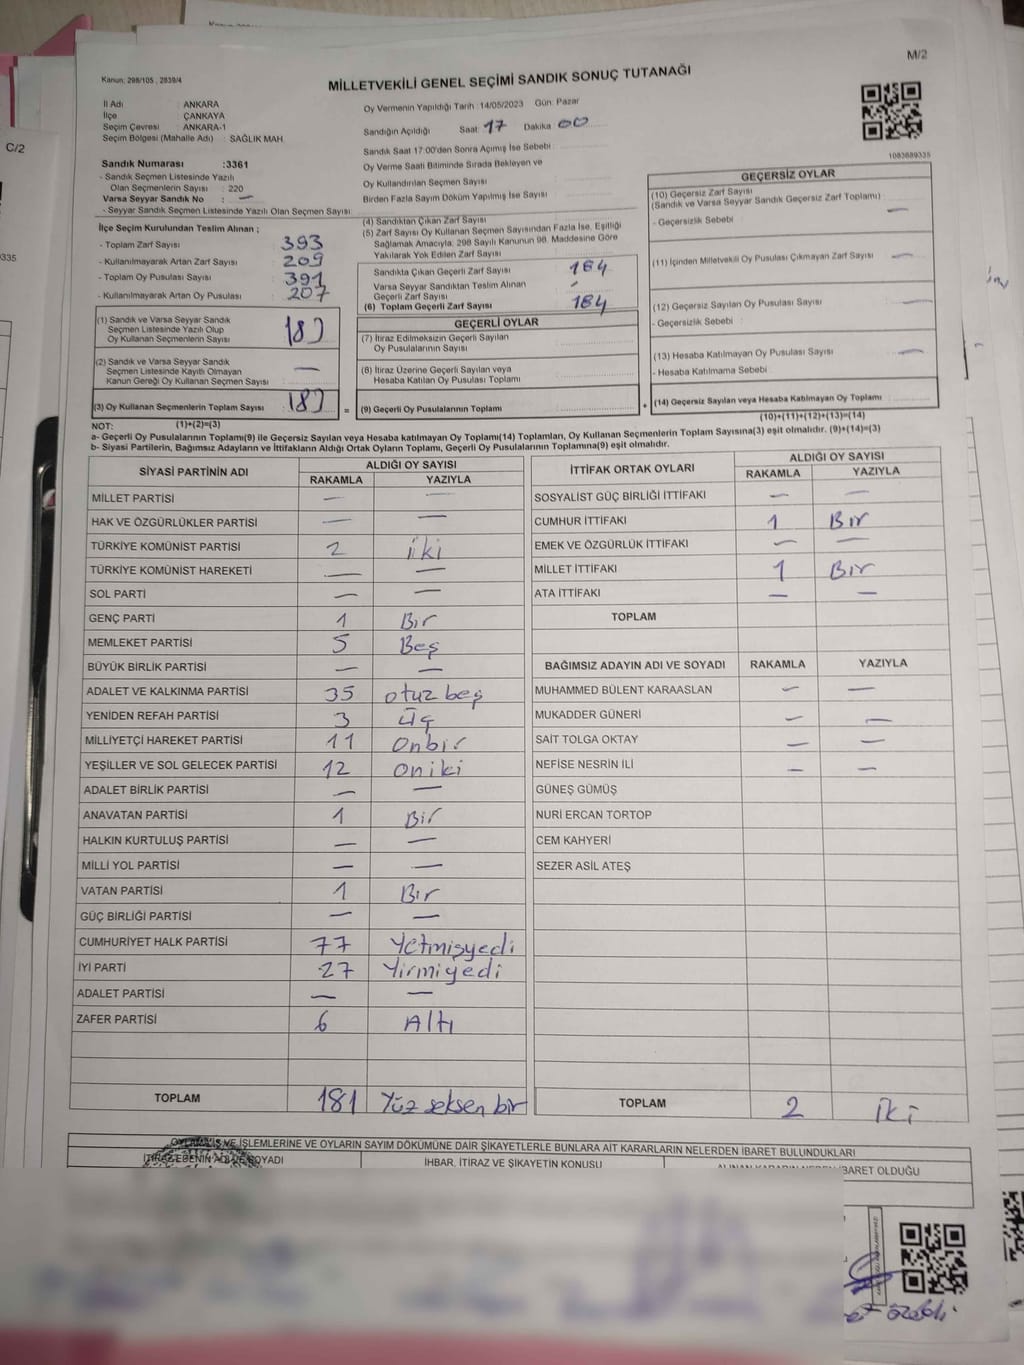 M/2
Kanun: 298/105 ; 2839/4
MİLLETVEKİLİ GENEL SEÇİMİ SANDIK SONUÇ TUTANAĞI
İl Adı : ANKARA
İlçe : ÇANKAYA
Seçim Çevresi : ANKARA-1
Seçim Bölgesi (Mahalle Adı) : SAĞLIK MAH
Oy Vermenin Yapıldığı Tarih :14/05/2023 Gün: Pazar
Sandığın Açıldığı Saat: 17 Dakika 00
Sandık Saat 17:00'den Sonra Açımış İse Sebebi :
Oy Verme Saati Bitiminde Sırada Bekleyen ve
Oy Kullandırılan Seçmen Sayısı :
Birden Fazla Sayım Döküm Yapılmış İse Sayısı :
1083689335
C/2
335
Sandık Numarası :3361
- Sandık Seçmen Listesinde Yazılı
Olan Seçmenlerin Sayısı : 220
Varsa Seyyar Sandık No : —
- Seyyar Sandık Seçmen Listesinde Yazılı Olan Seçmen Sayısı:
İlçe Seçim Kurulundan Teslim Alınan ;
- Toplam Zarf Sayısı : 393
- Kullanılmayarak Artan Zarf Sayısı : 209
- Toplam Oy Pusulası Sayısı : 391
- Kullanılmayarak Artan Oy Pusulası : 207
(1) Sandık ve Varsa Seyyar Sandık
Seçmen Listesinde Yazılı Olup
Oy Kullanan Seçmenlerin Sayısı
(2) Sandık ve Varsa Seyyar Sandık
Seçmen Listesinde Kayıtlı Olmayan
Kanun Gereği Oy Kullanan Seçmen Sayısı : —
(3) Oy Kullanan Seçmenlerin Toplam Sayısı
(4) Sandıktan Çıkan Zarf Sayısı :
(5) Zarf Sayısı Oy Kullanan Seçmen Sayısından Fazla İse, Eşitliği
Sağlamak Amacıyla, 298 Sayılı Kanunun 98. Maddesine Göre
Yakılarak Yok Edilen Zarf Sayısı :
Sandıkta Çıkan Geçerli Zarf Sayısı : 184
Varsa Seyyar Sandıktan Teslim Alınan
Geçerli Zarf Sayısı : -
(6) Toplam Geçerli Zarf Sayısı : 184
GEÇERLİ OYLAR
(7) İtiraz Edilmeksizin Geçerli Sayılan
Oy Pusulalarının Sayısı :
(8) İtiraz Üzerine Geçerli Sayılan veya
Hesaba Katılan Oy Pusulası Toplamı :
= (9) Geçerli Oy Pusulalarının Toplamı :
GEÇERSİZ OYLAR
(10) Geçersiz Zarf Sayısı
(Sandık ve Varsa Seyyar Sandık Geçersiz Zarf Toplamı) : —
- Geçersizlik Sebebi :
(11) İçinden Milletvekili Oy Pusulası Çıkmayan Zarf Sayısı : —
(12) Geçersiz Sayılan Oy Pusulası Sayısı : —
- Geçersizlik Sebebi :
(13) Hesaba Katılmayan Oy Pusulası Sayısı : —
- Hesaba Katılmama Sebebi :
+ (14) Geçersiz Sayılan veya Hesaba Katılmayan Oy Toplamı :
NOT: (1)+(2)=(3) (10)+(11)+(12)+(13)=(14)
a- Geçerli Oy Pusulalarının Toplamı(9) ile Geçersiz Sayılan veya Hesaba katılmayan Oy Toplamı(14) Toplamları, Oy Kullanan Seçmenlerin Toplam Sayısına(3) eşit olmalıdır. (9)+(14)=(3)
b- Siyasi Partilerin, Bağımsız Adayların ve İttifakların Aldığı Ortak Oyların Toplamı, Geçerli Oy Pusulalarının Toplamına(9) eşit olmalıdır.
SİYASİ PARTİNİN ADI ALDIĞI OY SAYISI
RAKAMLA YAZIYLA
MİLLET PARTİSİ — —
HAK VE ÖZGÜRLÜKLER PARTİSİ — —
TÜRKİYE KOMÜNİST PARTİSİ 2 iki
TÜRKİYE KOMÜNİST HAREKETİ — —
SOL PARTİ — —
GENÇ PARTİ 1 Bir
MEMLEKET PARTİSİ 5 Beş
BÜYÜK BİRLİK PARTİSİ — —
ADALET VE KALKINMA PARTİSİ 35 otuz beş
YENİDEN REFAH PARTİSİ 3 üç
MİLLİYETÇİ HAREKET PARTİSİ 11 Onbir
YEŞİLLER VE SOL GELECEK PARTİSİ 12 oniki
ADALET BİRLİK PARTİSİ — —
ANAVATAN PARTİSİ 1 Bir
HALKIN KURTULUŞ PARTİSİ — —
MİLLİ YOL PARTİSİ — —
VATAN PARTİSİ 1 Bir
GÜÇ BİRLİĞİ PARTİSİ — —
CUMHURİYET HALK PARTİSİ 77 Yetmişyedi
İYİ PARTİ 27 Yirmiyedi
ADALET PARTİSİ — —
ZAFER PARTİSİ 6 Altı
TOPLAM 181 Yüz seksen bir
İTTİFAK ORTAK OYLARI ALDIĞI OY SAYISI
RAKAMLA YAZIYLA
SOSYALİST GÜÇ BİRLİĞİ İTTİFAKI — —
CUMHUR İTTİFAKI 1 Bir
EMEK VE ÖZGÜRLÜK İTTİFAKI — —
MİLLET İTTİFAKI 1 Bir
ATA İTTİFAKI — —
TOPLAM
BAĞIMSIZ ADAYIN ADI VE SOYADI RAKAMLA YAZIYLA
MUHAMMED BÜLENT KARAASLAN — —
MUKADDER GÜNERİ — —
SAİT TOLGA OKTAY — —
NEFİSE NESRİN İLİ — —
GÜNEŞ GÜMÜŞ
NURİ ERCAN TORTOP
CEM KAHYERİ
SEZER ASİL ATEŞ
TOPLAM 2 iki
OYLAMA İŞ VE İŞLEMLERİNE VE OYLARIN SAYIM DÖKÜMÜNE DAİR ŞİKAYETLERLE BUNLARA AİT KARARLARIN NELERDEN İBARET BULUNDUKLARI
İTİRAZ EDENİN ADI VE SOYADI İHBAR, İTİRAZ VE ŞİKAYETİN KONUSU ALINAN KARARIN NEDEN İBARET OLDUĞU